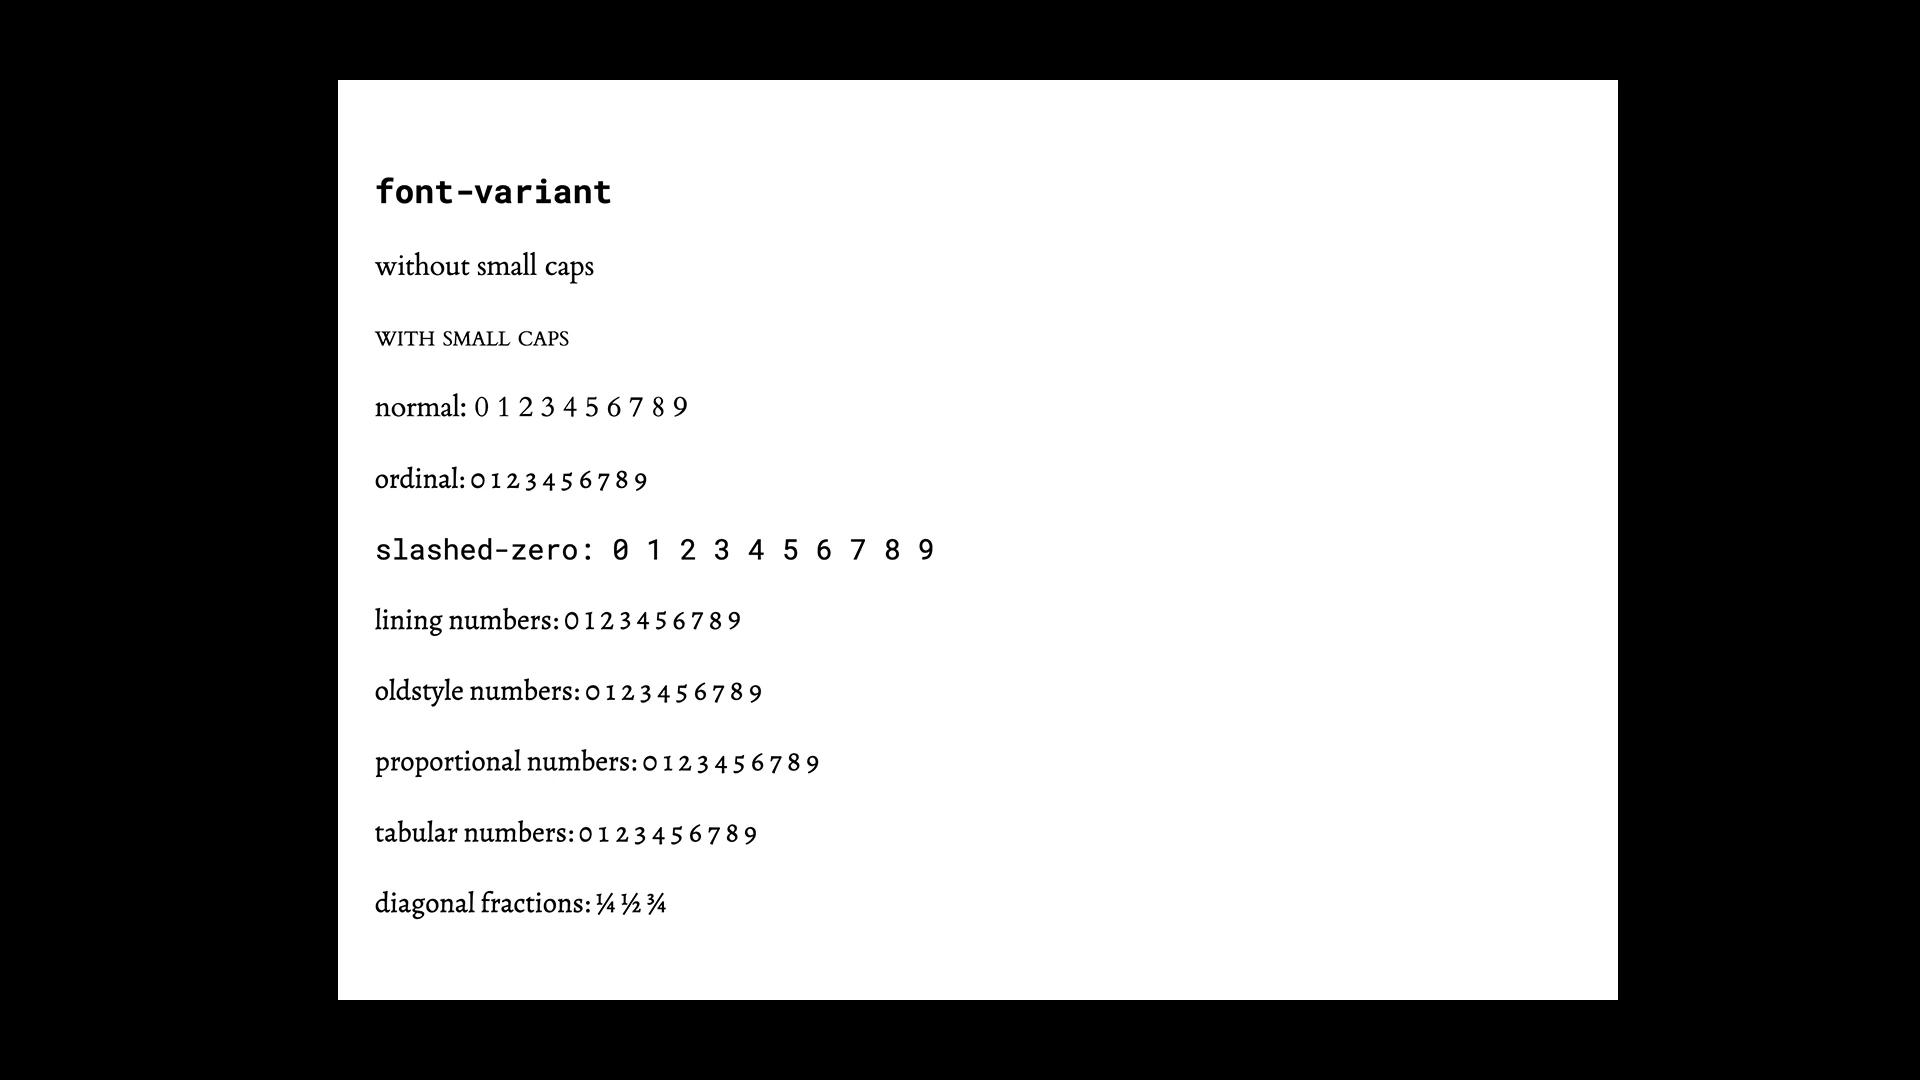 font-variant
without small caps
WITH SMALL CAPS
normal: 0 1 2 3 4 5 6 7 8 9
ordinal: 0 1 2 3 4 5 6 7 8 9
slashed-zero: 0 1 2 3 4 5 6 7 8 9
lining numbers: 0 1 2 3 4 5 6 7 8 9
oldstyle numbers: 0 1 2 3 4 5 6 7 8 9
proportional numbers: 0 1 2 3 4 5 6 7 8 9
tabular numbers: 0 1 2 3 4 5 6 7 8 9
diagonal fractions: ¼ ½ ¾